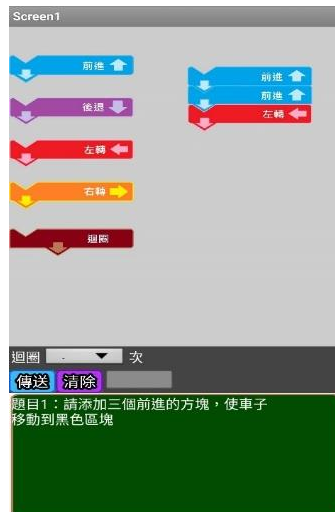 Screen1
前進
後退
左轉
右轉
迴圈
前進
前進
左轉
迴圈
次
傳送
清除
題目1：請添加三個前進的方塊，使車子
移動到黑色區塊